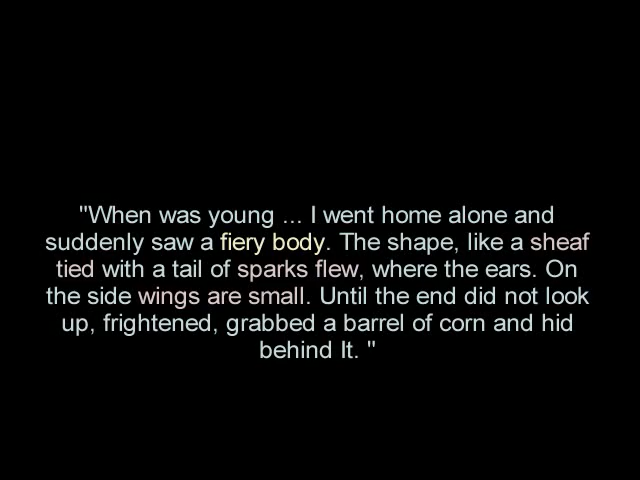 "When was young ... I went home alone and
suddenly saw a fiery body. The shape, like a sheaf
tied with a tail of sparks flew, where the ears. On
the side wings are small. Until the end did not look
up, frightened, grabbed a barrel of corn and hid
behind It. "